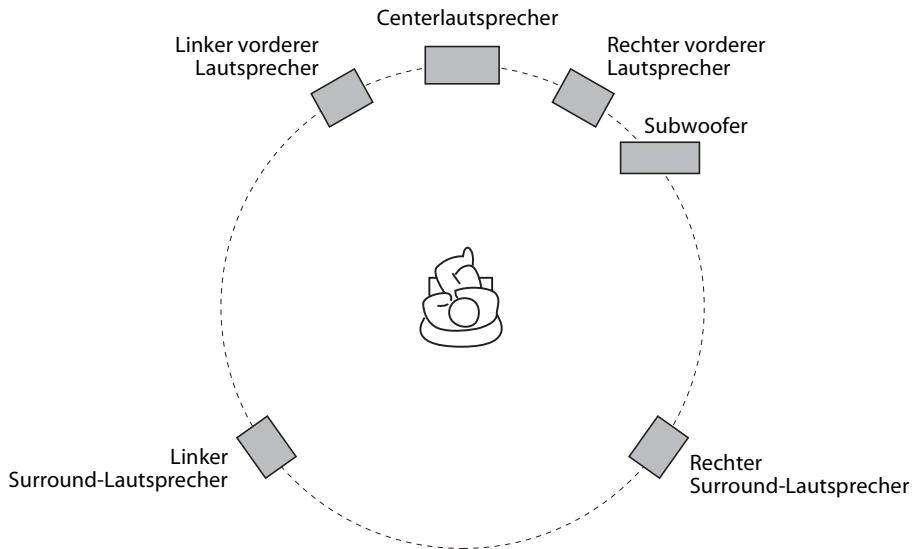 Centerlautsprecher
Linker vorderer
Lautsprecher
Rechter vorderer
Lautsprecher
Subwoofer
Linker
Surround-Lautsprecher
Rechter
Surround-Lautsprecher